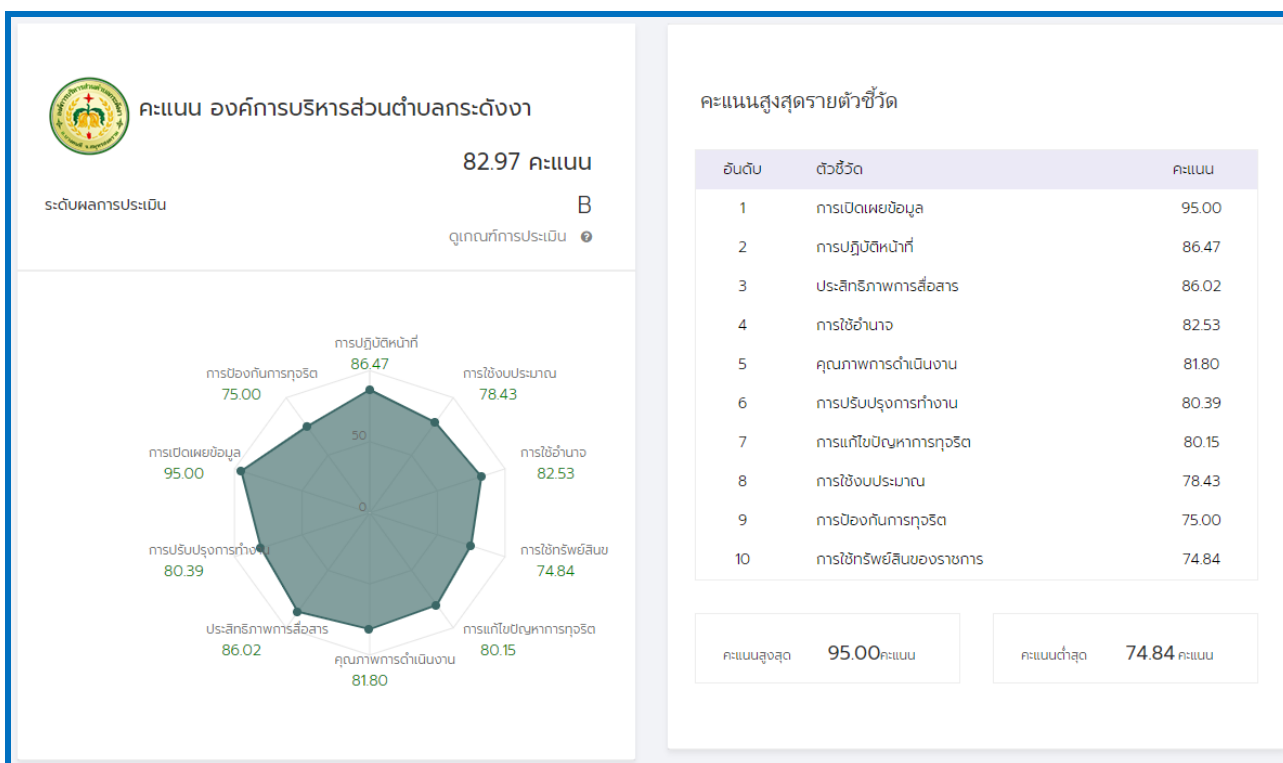 คะแนน องค์การบริหารส่วนตำบลกระดังงา
82.97 คะแนน
ระดับผลการประเมิน B
ดูเกณฑ์การประเมิน
การปฏิบัติหน้าที่
86.47
การป้องกันการทุจริต
75.00
การใช้งบประมาณ
78.43
50
การเปิดเผยข้อมูล
95.00
การใช้อำนาจ
82.53
0
การปรับปรุงการทำงาน
80.39
การใช้ทรัพย์สินข
74.84
ประสิทธิภาพการสื่อสาร
86.02
การแก้ไขปัญหาการทุจริต
80.15
คุณภาพการดำเนินงาน
81.80
คะแนนสูงสุดรายตัวชี้วัด
อันดับ ตัวชี้วัด คะแนน
1 การเปิดเผยข้อมูล 95.00
2 การปฏิบัติหน้าที่ 86.47
3 ประสิทธิภาพการสื่อสาร 86.02
4 การใช้อำนาจ 82.53
5 คุณภาพการดำเนินงาน 81.80
6 การปรับปรุงการทำงาน 80.39
7 การแก้ไขปัญหาการทุจริต 80.15
8 การใช้งบประมาณ 78.43
9 การป้องกันการทุจริต 75.00
10 การใช้ทรัพย์สินของราชการ 74.84
คะแนนสูงสุด 95.00คะแนน
คะแนนต่ำสุด 74.84 คะแนน